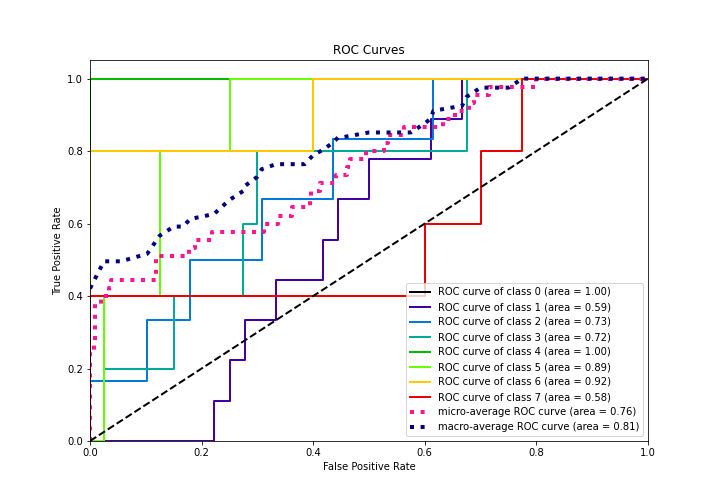 ROC Curves
True Positive Rate
1.0
0.8
0.6
0.4
0.2
0.0
ROC curve of class 0 (area = 1.00)
ROC curve of class 1 (area = 0.59)
ROC curve of class 2 (area = 0.73)
ROC curve of class 3 (area = 0.72)
ROC curve of class 4 (area = 1.00)
ROC curve of class 5 (area = 0.89)
ROC curve of class 6 (area = 0.92)
ROC curve of class 7 (area = 0.58)
micro-average ROC curve (area = 0.76)
macro-average ROC curve (area = 0.81)
0.0 0.2 0.4 0.6 0.8 1.0
False Positive Rate